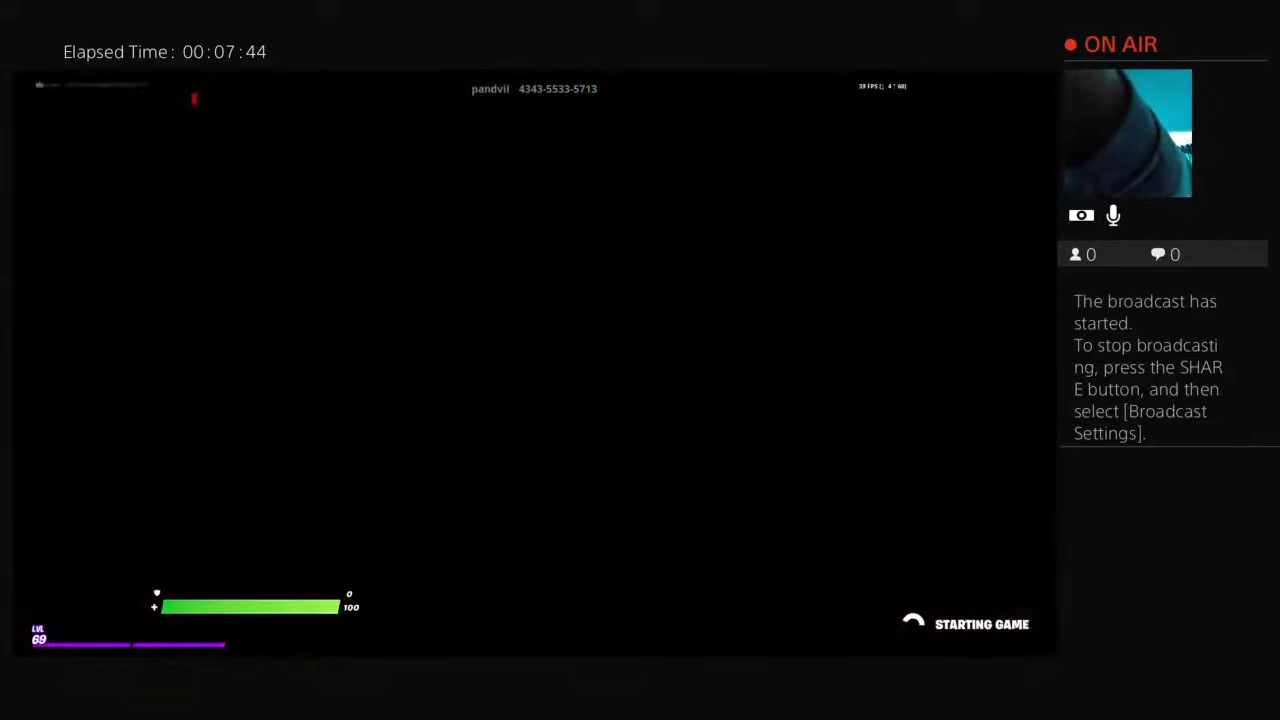 Elapsed Time: 00:07:44
ON AIR
pandvil 4343-5533-5713
0
0
The broadcast has
started.
To stop broadcasti
ng, press the SHAR
E button, and then
select [Broadcast
Settings].
0
100
LVL
69
STARTING GAME